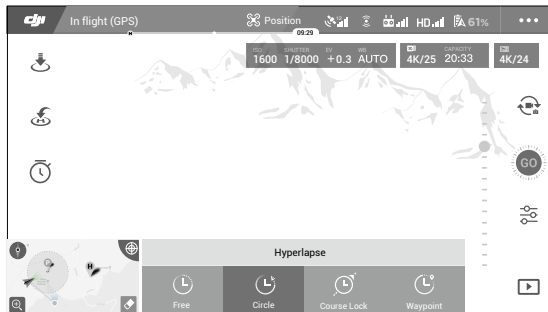 dji In flight (GPS) Position HD 61%
09:29
H
ISO SHUTTER EV WB CAPACITY
1600 1/8000 +0.3 AUTO 4K/25 20:33 4K/24
H
GO
H
Hyperlapse
Free Circle Course Lock Waypoint